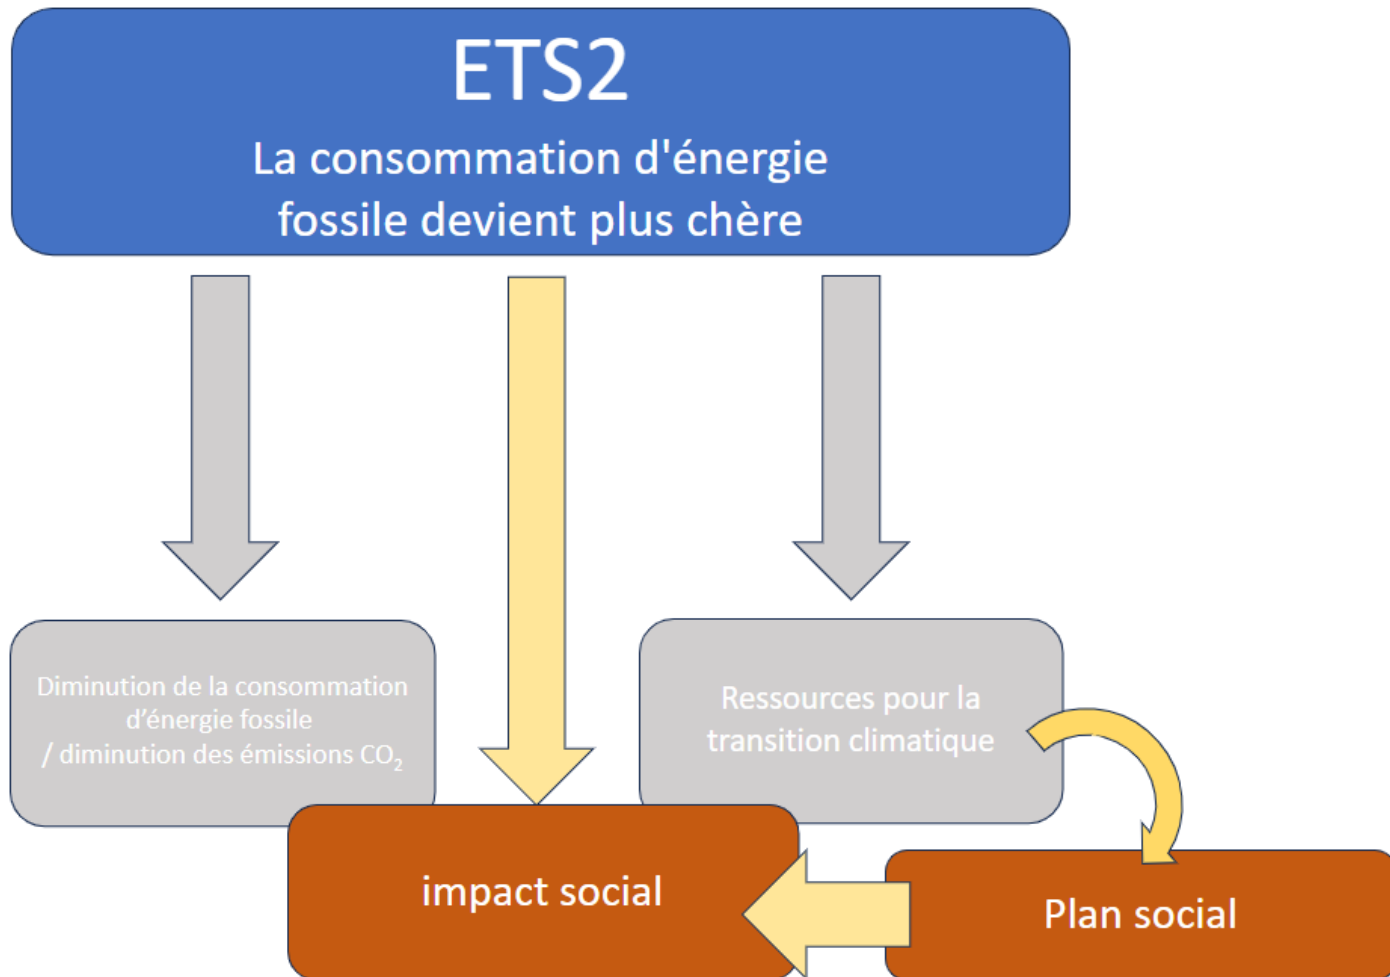 ETS2
La consommation d'énergie
fossile devient plus chère
Diminution de la consommation
d’énergie fossile
/ diminution des émissions CO₂
Ressources pour la
transition climatique
impact social
Plan social